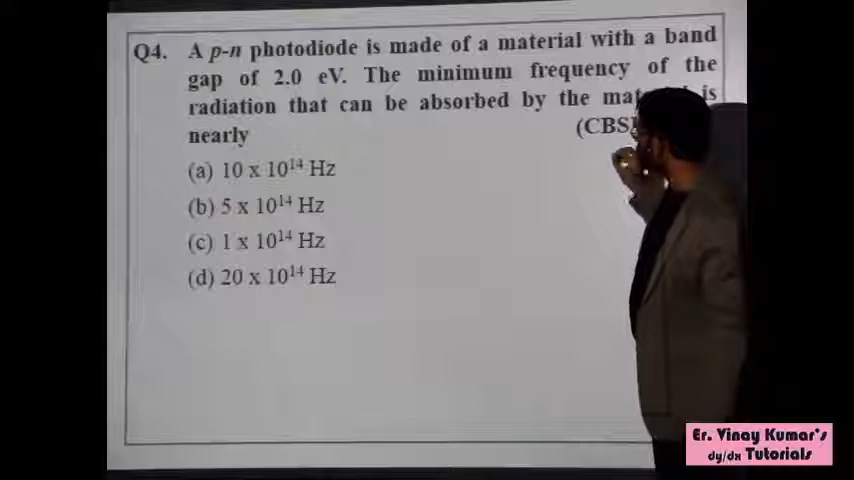 Q4. A p-n photodiode is made of a material with a band
gap of 2.0 eV. The minimum frequency of the
radiation that can be absorbed by the is
nearly (CBS
(a) 10 x 10¹⁴ Hz
(b) 5 x 10¹⁴ Hz
(c) 1 x 10¹⁴ Hz
(d) 20 x 10¹⁴ Hz
Er. Vinay Kumar's
dy/dx Tutorials